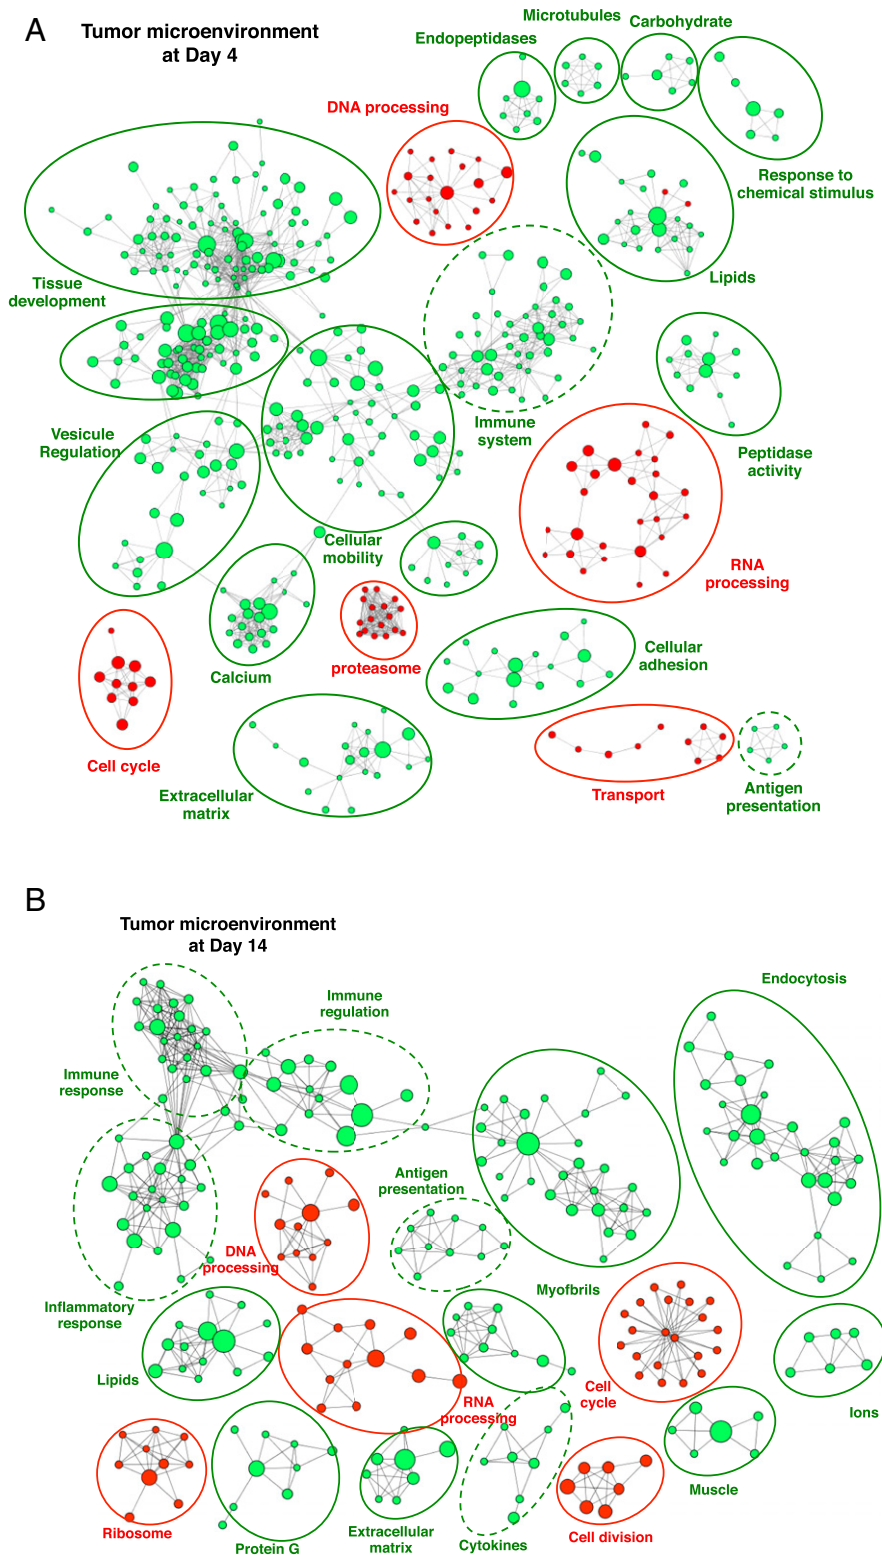 A
Tumor microenvironment
at Day 4
Endopeptidases
Microtubules
Carbohydrate
DNA processing
Response to
chemical stimulus
Lipids
Tissue
development
Immune
system
Vesicule
Regulation
Peptidase
activity
Cellular
mobility
RNA
processing
proteasome
Calcium
Cellular
adhesion
Cell cycle
Extracellular
matrix
Transport
Antigen
presentation
B
Tumor microenvironment
at Day 14
Endocytosis
Immune
regulation
Immune
response
Antigen
presentation
DNA
processing
Myofbrils
Inflammatory
response
Lipids
RNA
processing
Cell
cycle
Ions
Muscle
Ribosome
Protein G
Extracellular
matrix
Cytokines
Cell division